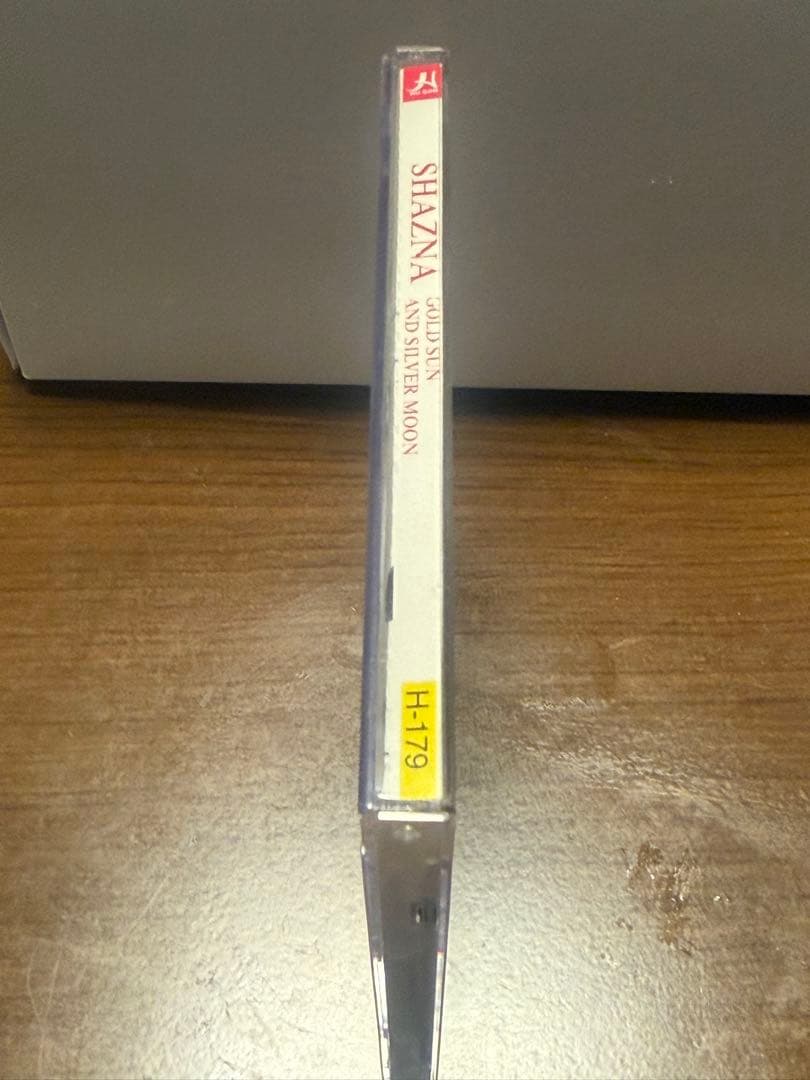 SHAZNA
GOLD SUN
AND SILVER MOON
H-179